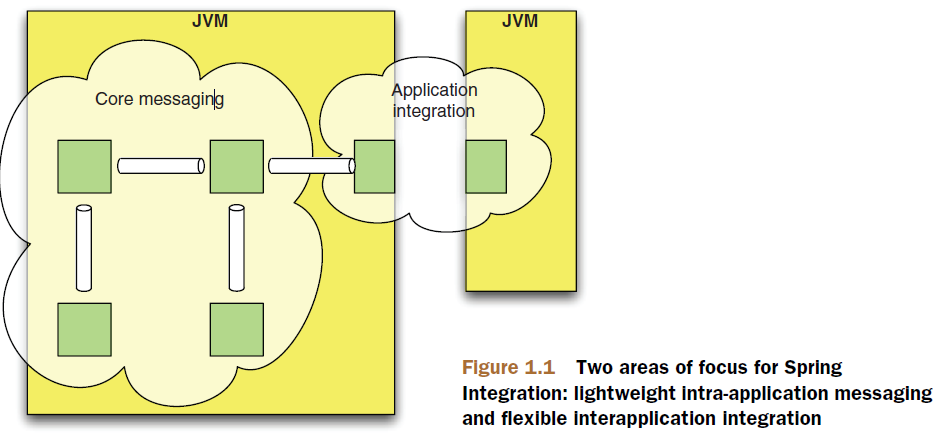 JVM
JVM
Core messaging
Application
integration
Figure 1.1 Two areas of focus for Spring
Integration: lightweight intra-application messaging
and flexible interapplication integration